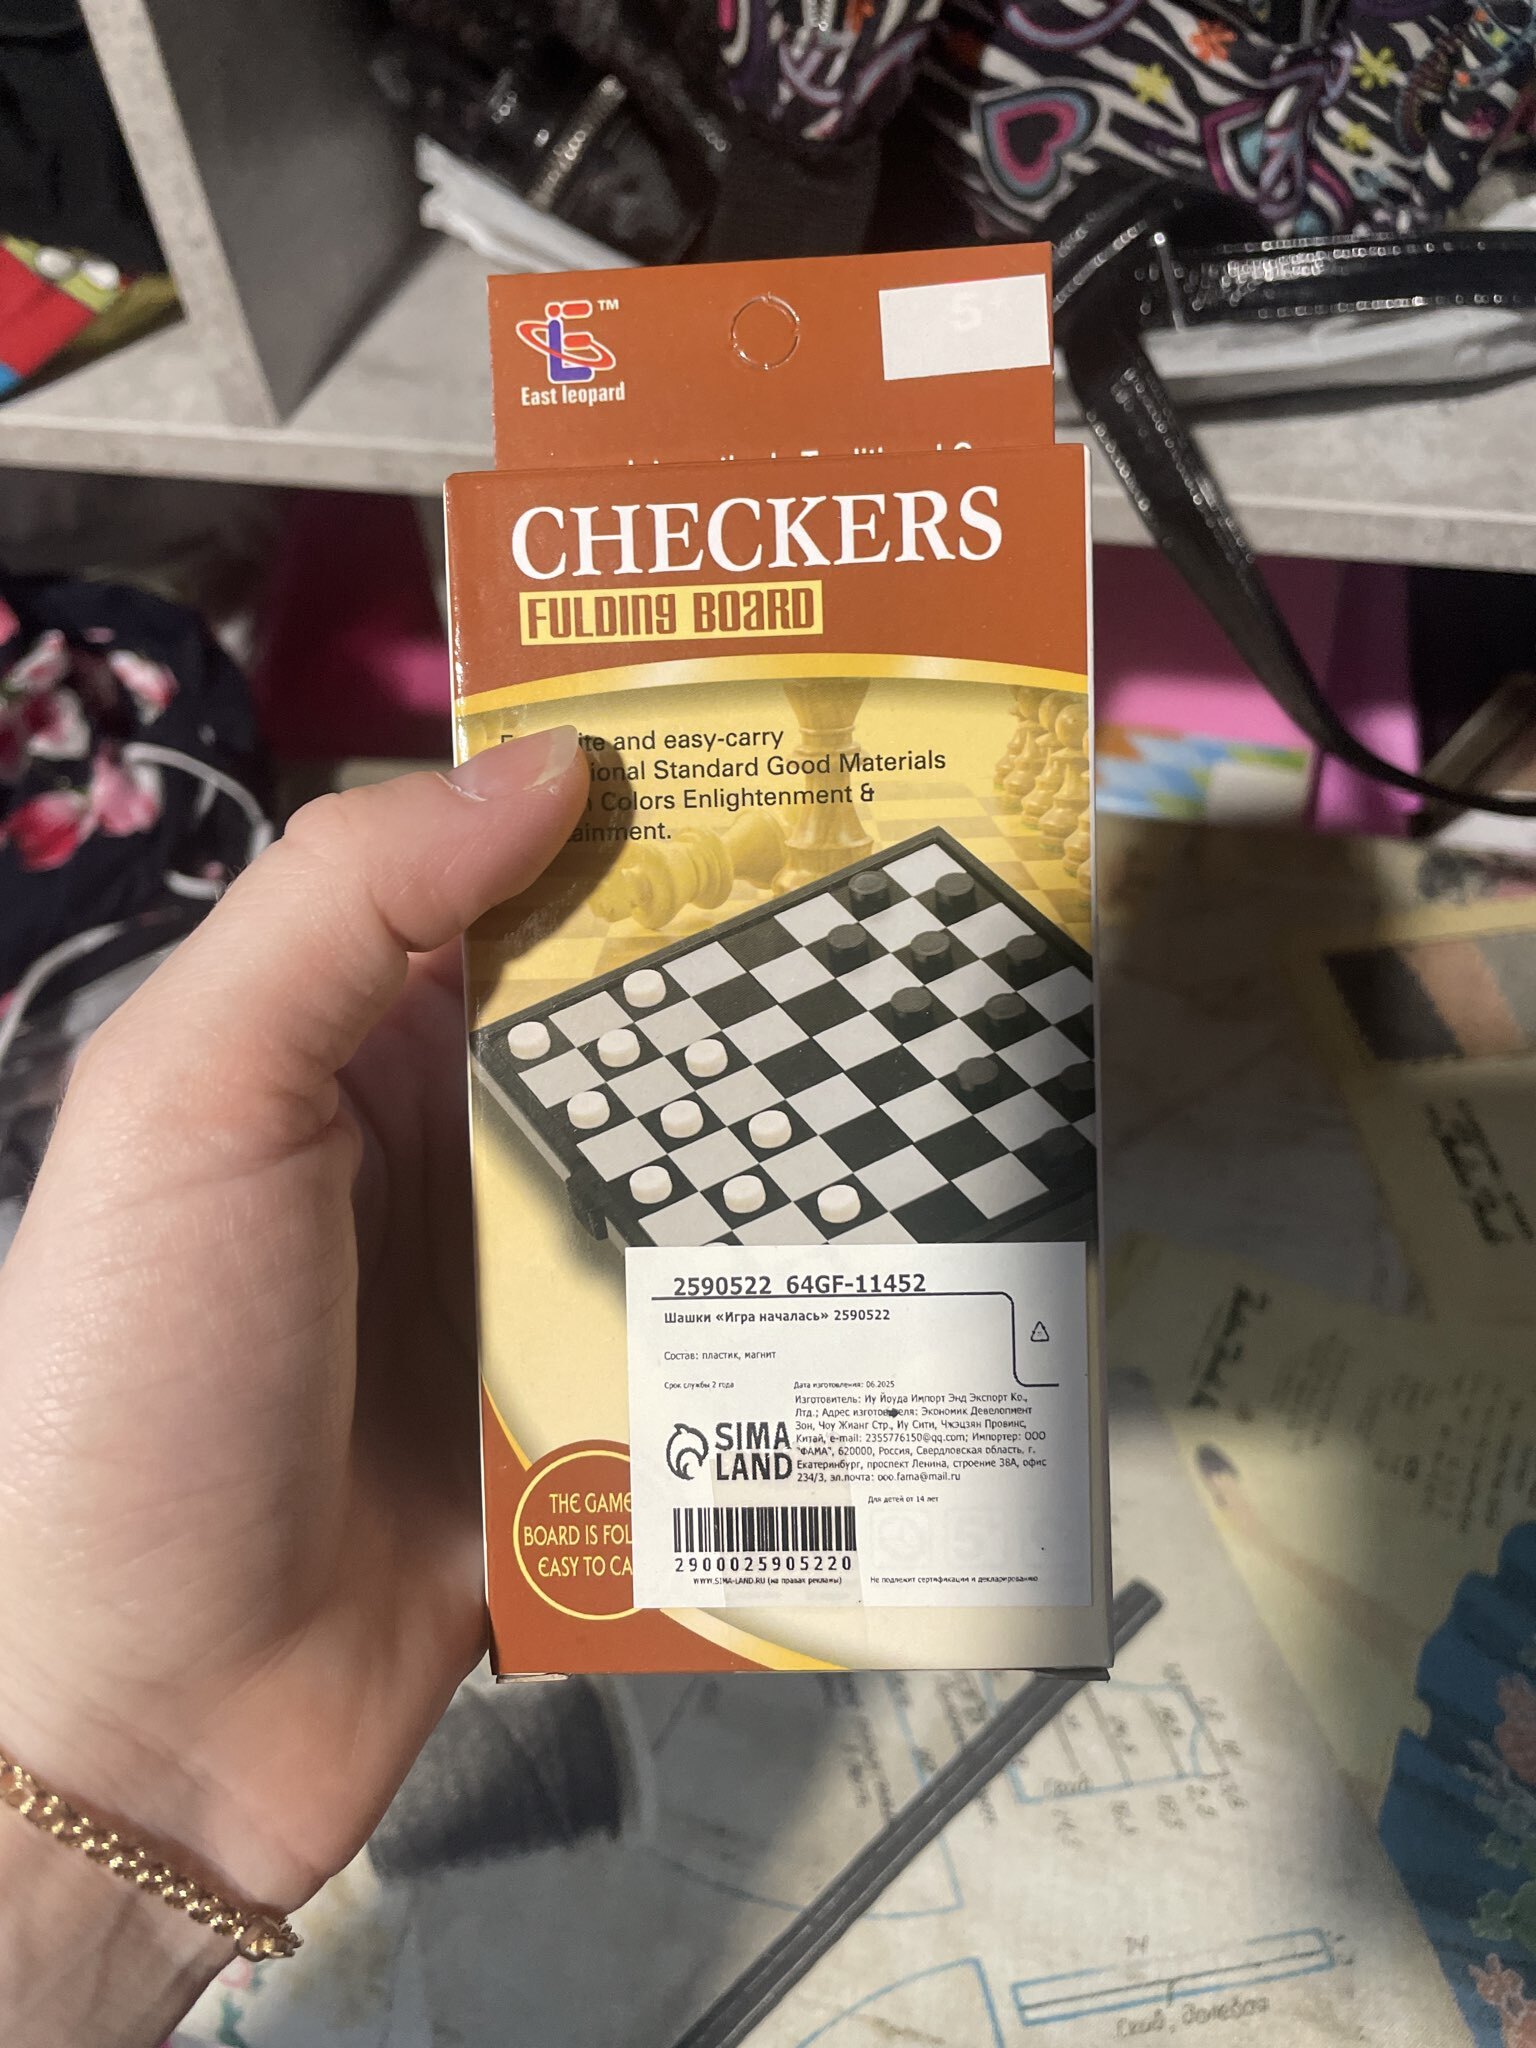 TM
East leopard
5
CHECKERS
FULDING BOARD
and easy-carry
Standard Good Materials
Colors Enlightenment &
2590522 64GF-11452
Шашки «Игра началась» 2590522
Состав: пластик, магнит
Срок службы 2 года
Дата изготовления: 06.2025
Изготовитель: Иу Йоуда Импорт Энд Экспорт Ко.,
Лтд.; Адрес изготовителя: Экономик Девелопмент
Зон, Чоу Жианг Стр., Иу Сити, Чжэцзян Провинс,
Китай, e-mail: 2355776150@qq.com; Импортер: ООО
"ФАМА", 620000, Россия, Свердловская область, г.
Екатеринбург, проспект Ленина, строение 38А, офис
234/3, эл.почта: ooo.fama@mail.ru
SIMA
LAND
Для детей от 14 лет
2900025905220
WWW.SIMA-LAND.RU (на правах рекламы)
Не подлежит сертификации и декларированию
THE GAME
BOARD IS FOL
EASY TO CA